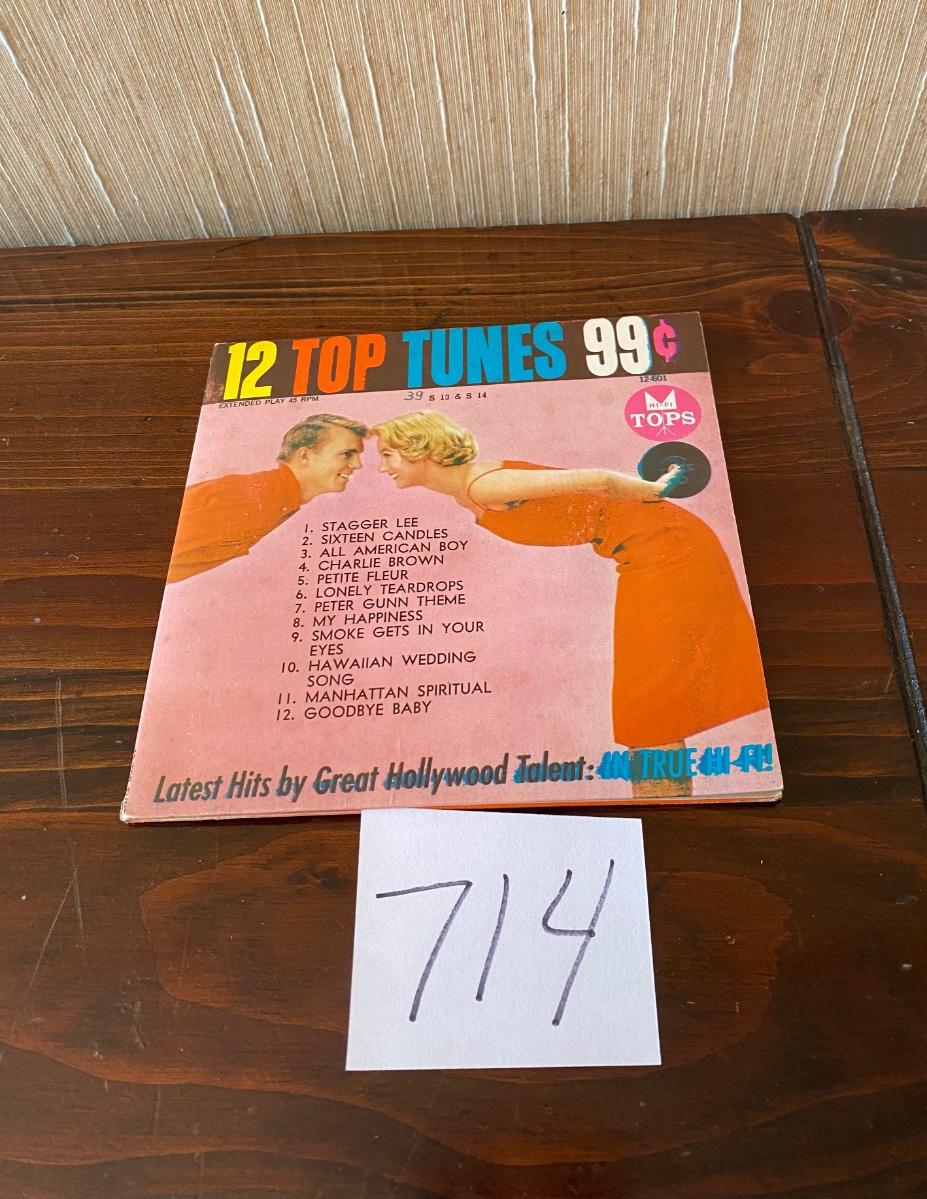 12 TOP TUNES 99¢
EXTENDED PLAY 45 RPM
39 S 13 & S 14
12-601
HI-FI
TOPS
1. STAGGER LEE
2. SIXTEEN CANDLES
3. ALL AMERICAN BOY
4. CHARLIE BROWN
5. PETITE FLEUR
6. LONELY TEARDROPS
7. PETER GUNN THEME
8. MY HAPPINESS
9. SMOKE GETS IN YOUR
EYES
10. HAWAIIAN WEDDING
SONG
11. MANHATTAN SPIRITUAL
12. GOODBYE BABY
Latest Hits by Great Hollywood Talent: IN TRUE HI-FI!
714